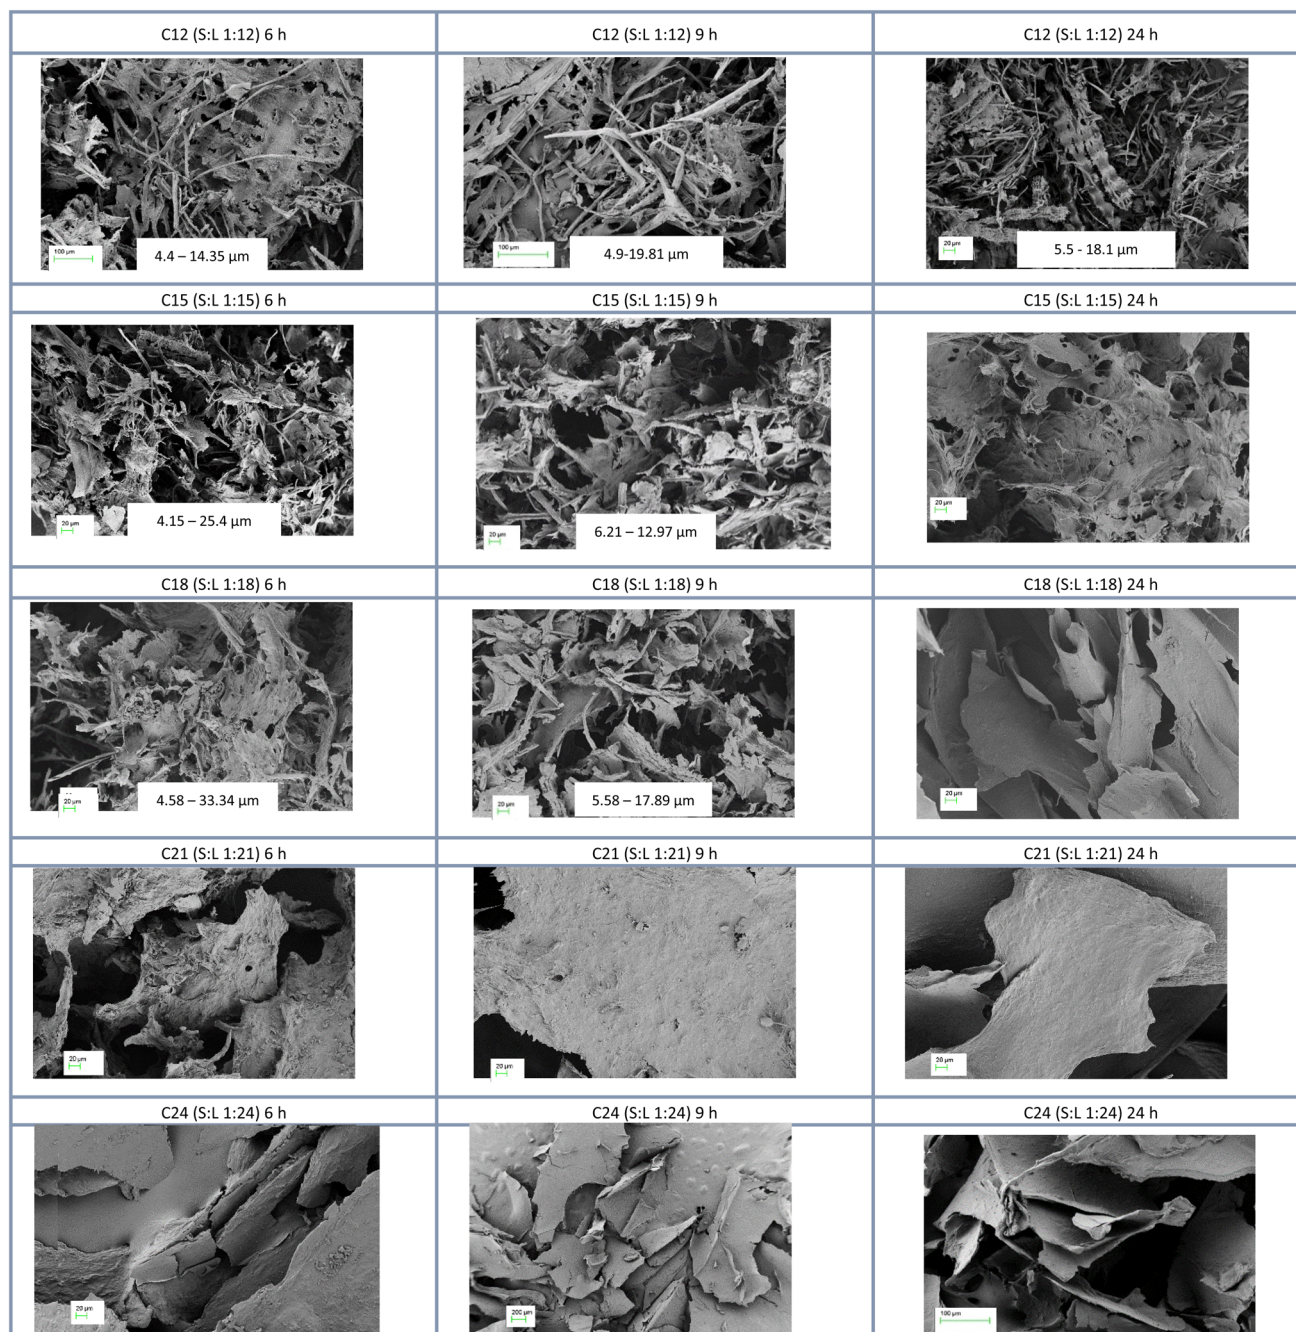 C12 (S:L 1:12) 6 h
C12 (S:L 1:12) 9 h
C12 (S:L 1:12) 24 h
100 µm
4.4 – 14.35 µm
100 µm
4.9-19.81 µm
20 µm
5.5 - 18.1 µm
C15 (S:L 1:15) 6 h
C15 (S:L 1:15) 9 h
C15 (S:L 1:15) 24 h
20 µm
4.15 – 25.4 µm
20 µm
6.21 – 12.97 µm
20 µm
C18 (S:L 1:18) 6 h
C18 (S:L 1:18) 9 h
C18 (S:L 1:18) 24 h
20 µm
4.58 – 33.34 µm
20 µm
5.58 – 17.89 µm
20 µm
C21 (S:L 1:21) 6 h
C21 (S:L 1:21) 9 h
C21 (S:L 1:21) 24 h
20 µm
20 µm
20 µm
C24 (S:L 1:24) 6 h
C24 (S:L 1:24) 9 h
C24 (S:L 1:24) 24 h
20 µm
200 µm
100 µm